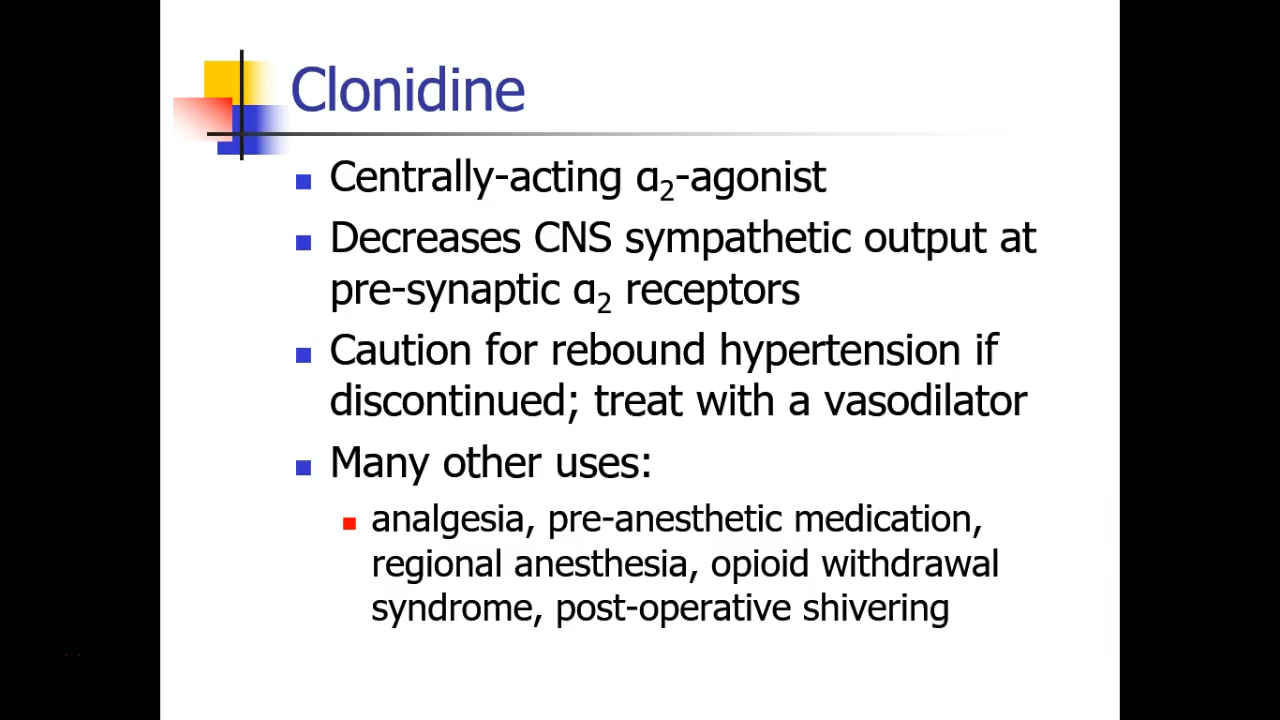 Clonidine
Centrally-acting α₂-agonist
Decreases CNS sympathetic output at
pre-synaptic α₂ receptors
Caution for rebound hypertension if
discontinued; treat with a vasodilator
Many other uses:
analgesia, pre-anesthetic medication,
regional anesthesia, opioid withdrawal
syndrome, post-operative shivering